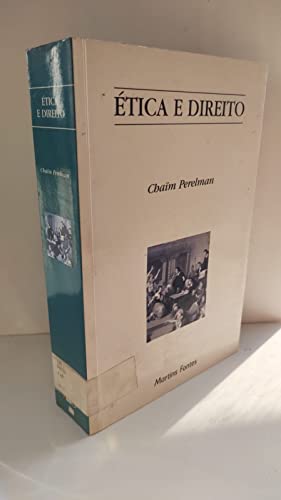 ÉTICA
E DIREITO
Chaïm Perelman
ÉTICA E DIREITO
Chaïm Perelman
Martins Fontes